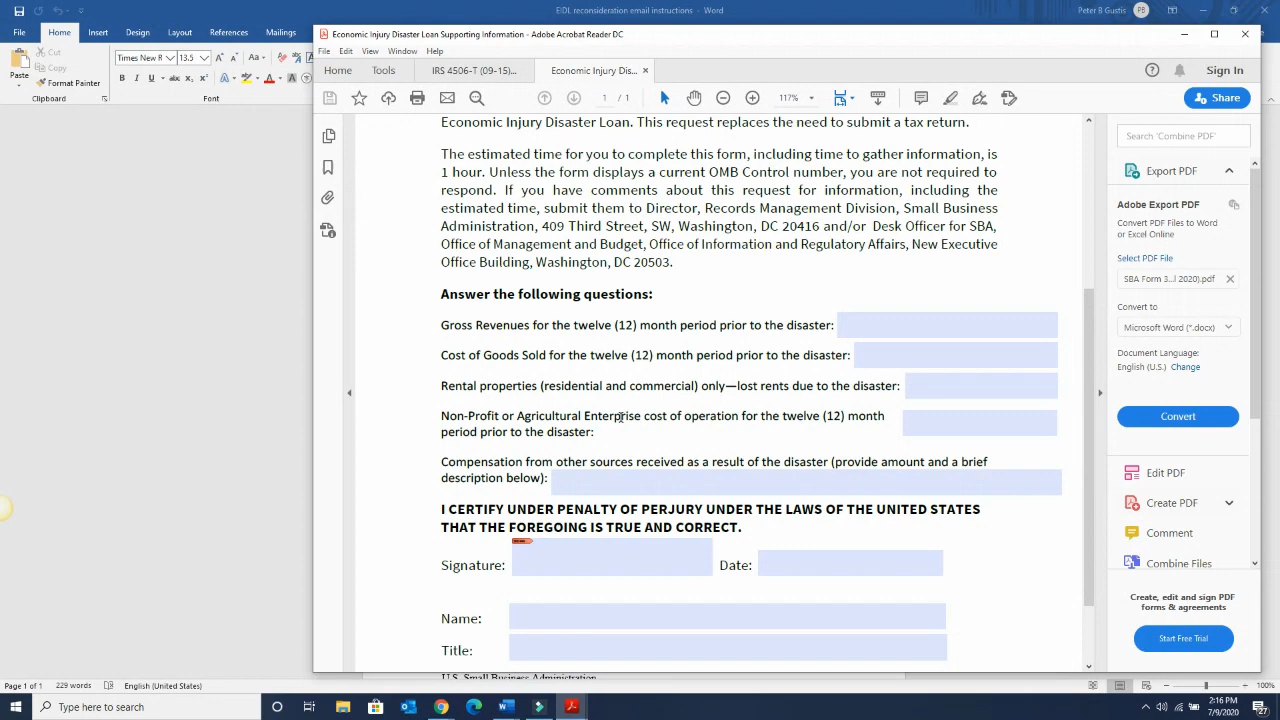 EIDL reconsideration email instructions - Word
Peter B Gustis
PB
File
Home
Insert
Design
Layout
References
Mailings
Cut
Copy
Format Painter
Paste
Clipboard
Times New R
13.5
Font
Economic Injury Disaster Loan Supporting Information - Adobe Acrobat Reader DC
File Edit View Window Help
Home
Tools
IRS 4506-T (09-15)...
Economic Injury Disa...
Sign In
1 / 1
117%
Share
Economic Injury Disaster Loan. This request replaces the need to submit a tax return.
The estimated time for you to complete this form, including time to gather information, is
1 hour. Unless the form displays a current OMB Control number, you are not required to
respond. If you have comments about this request for information, including the
estimated time, submit them to Director, Records Management Division, Small Business
Administration, 409 Third Street, SW, Washington, DC 20416 and/or Desk Officer for SBA,
Office of Management and Budget, Office of Information and Regulatory Affairs, New Executive
Office Building, Washington, DC 20503.
Answer the following questions:
Gross Revenues for the twelve (12) month period prior to the disaster:
Cost of Goods Sold for the twelve (12) month period prior to the disaster:
Rental properties (residential and commercial) only—lost rents due to the disaster:
Non-Profit or Agricultural Enterprise cost of operation for the twelve (12) month
period prior to the disaster:
Compensation from other sources received as a result of the disaster (provide amount and a brief
description below):
I CERTIFY UNDER PENALTY OF PERJURY UNDER THE LAWS OF THE UNITED STATES
THAT THE FOREGOING IS TRUE AND CORRECT.
Signature:
Date:
Name:
Title:
U.S. Small Business Administration
Search 'Combine PDF'
Export PDF
Adobe Export PDF
Convert PDF Files to Word
or Excel Online
Select PDF File
SBA Form 3...l 2020).pdf
Convert to
Microsoft Word (*.docx)
Document Language:
English (U.S.) Change
Convert
Edit PDF
Create PDF
Comment
Combine Files
Create, edit and sign PDF
forms & agreements
Start Free Trial
Page 1 of 1
229 words
English (United States)
100%
Type here to search
2:16 PM
7/9/2020
27